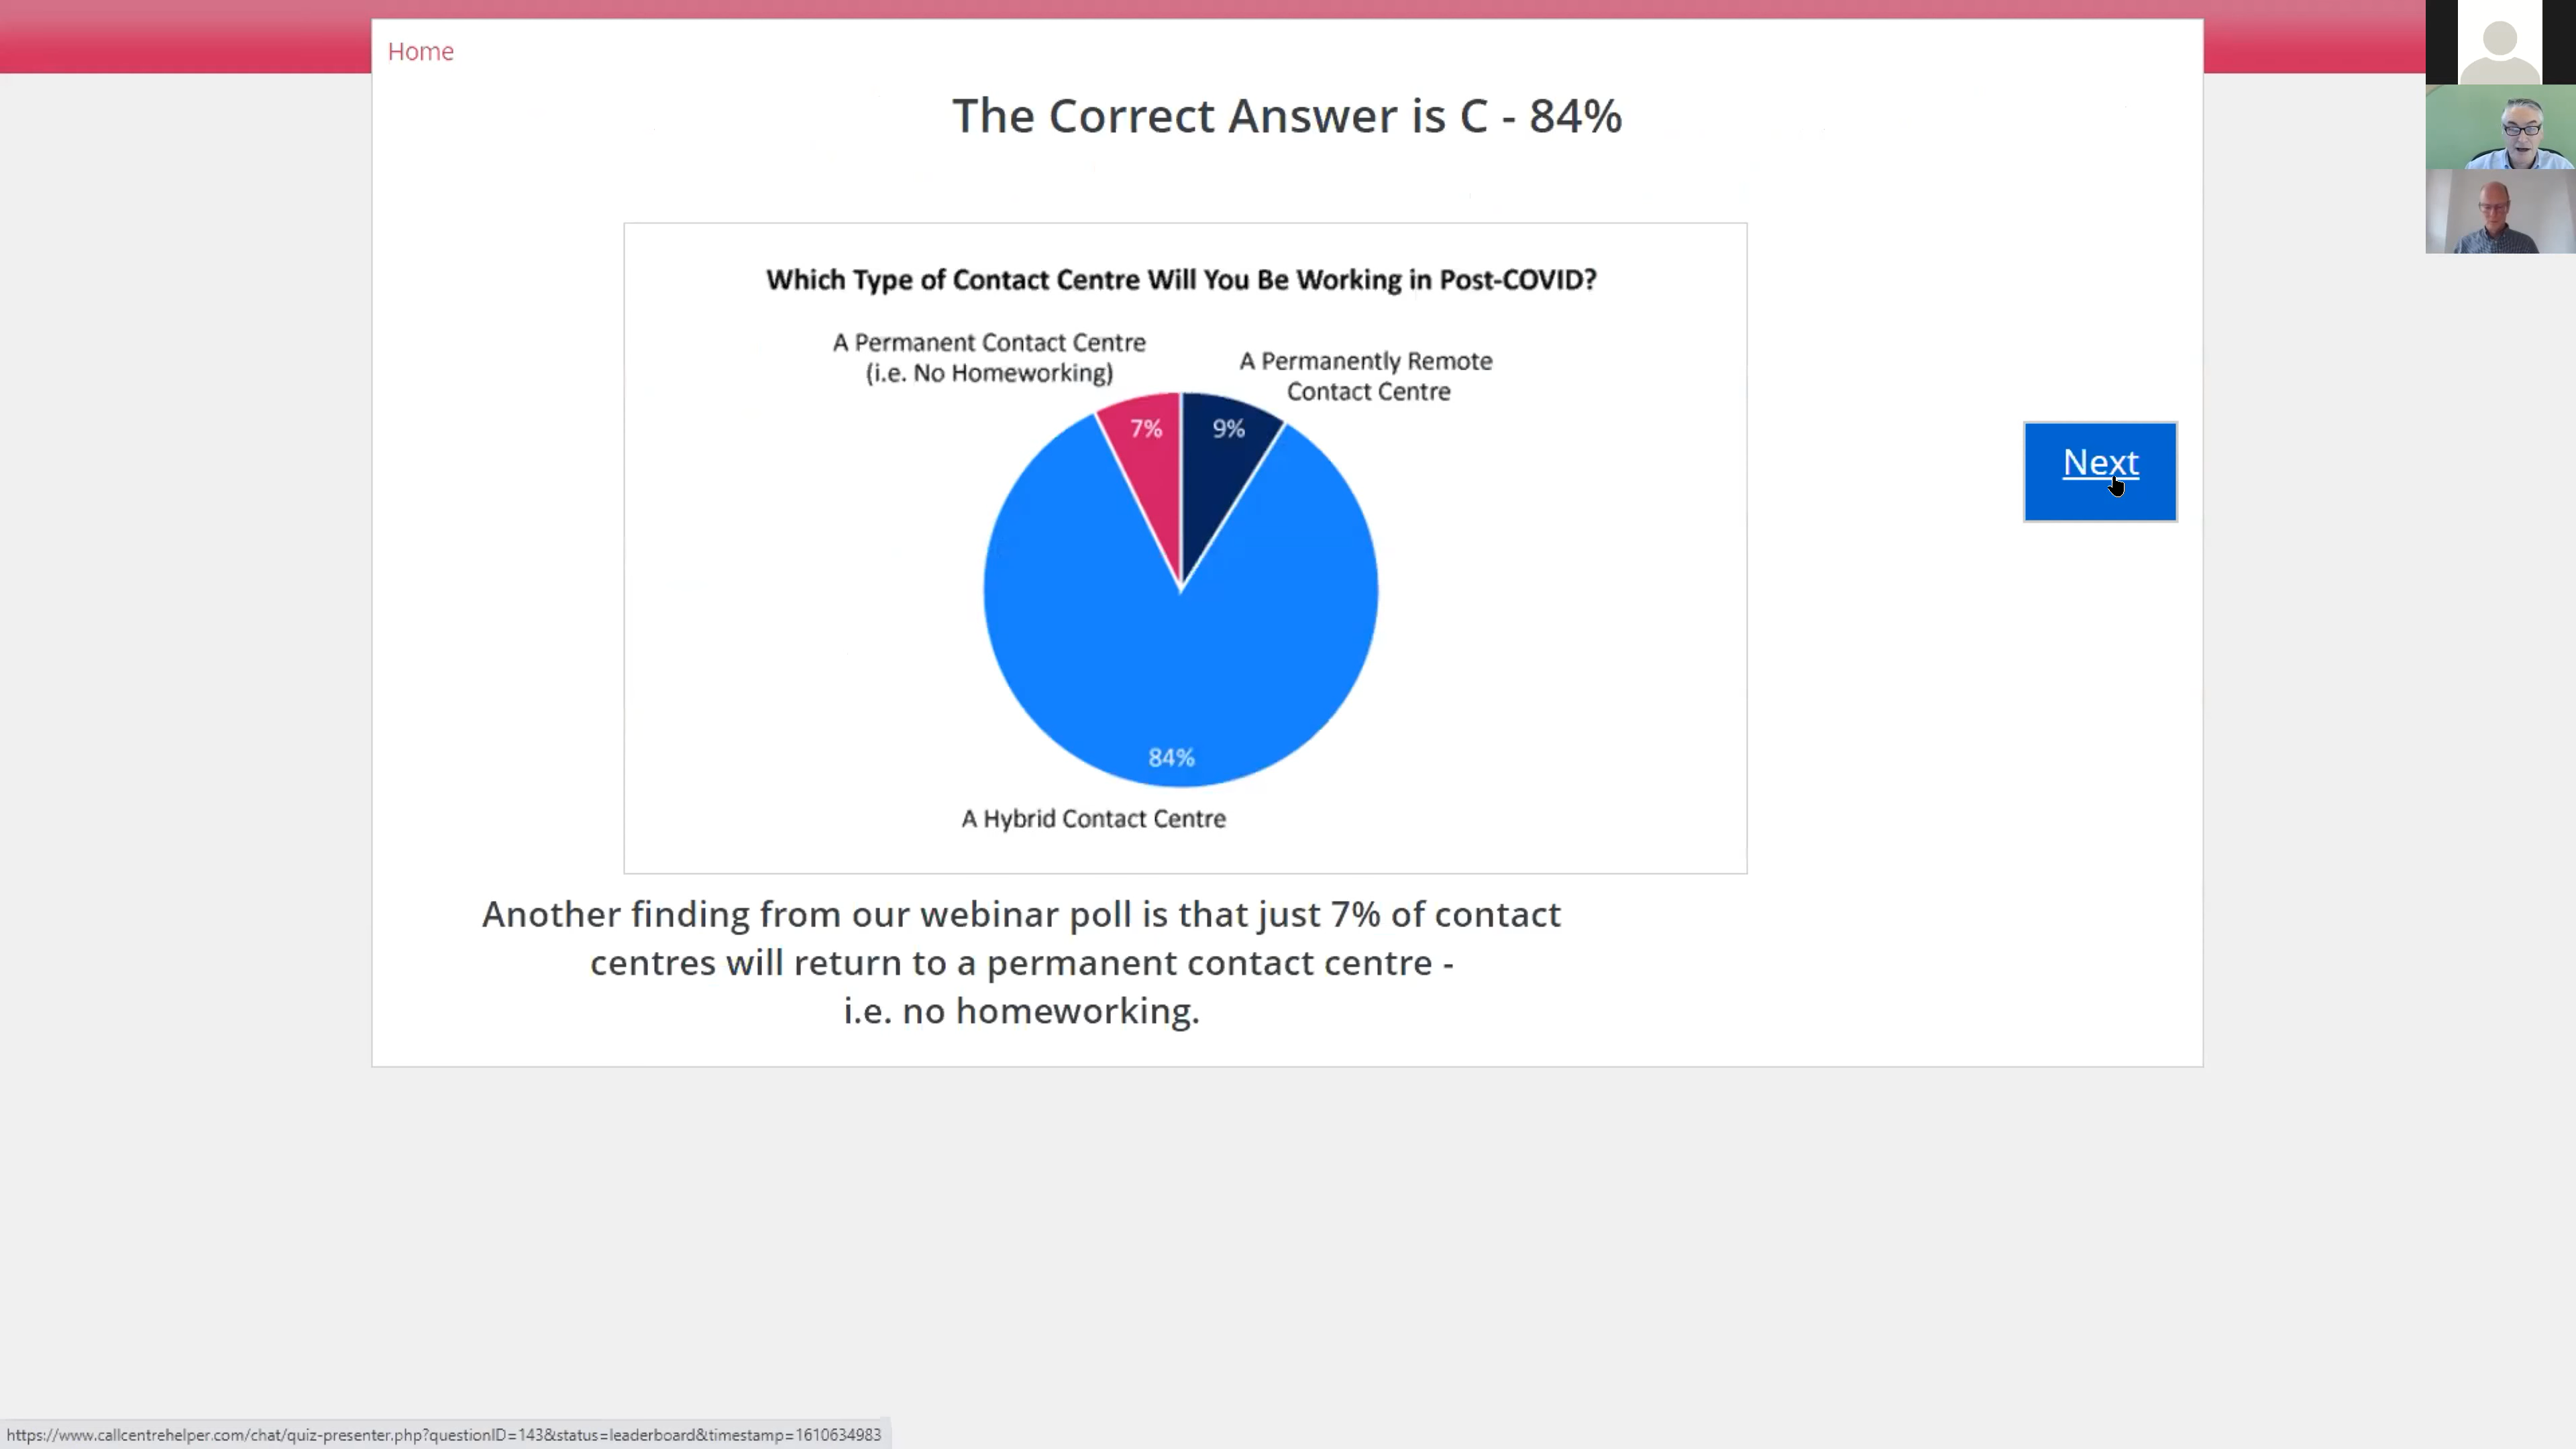 Home
The Correct Answer is C - 84%
Which Type of Contact Centre Will You Be Working in Post-COVID?
A Permanent Contact Centre
(i.e. No Homeworking)
A Permanently Remote
Contact Centre
7%
9%
Next
84%
A Hybrid Contact Centre
Another finding from our webinar poll is that just 7% of contact
centres will return to a permanent contact centre -
i.e. no homeworking.
https://www.callcentrehelper.com/chat/quiz-presenter.php?questionID=143&status=leaderboard&timestamp=1610634983